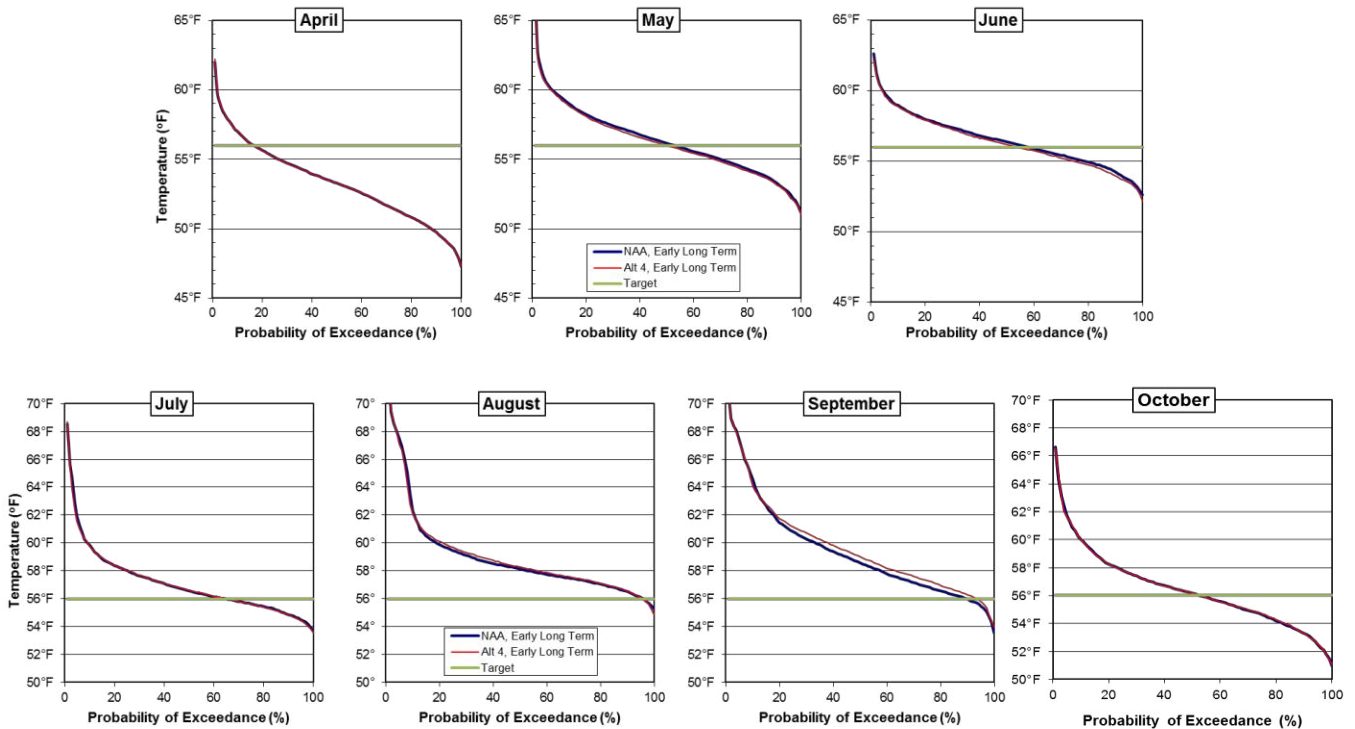 April
65°F
60°F
55°F
50°F
45°F
Temperature (°F)
0 20 40 60 80 100
Probability of Exceedance (%)
May
65°F
60°F
55°F
50°F
45°F
NAA, Early Long Term
Alt 4, Early Long Term
Target
0 20 40 60 80 100
Probability of Exceedance (%)
June
65°F
60°F
55°F
50°F
45°F
0 20 40 60 80 100
Probability of Exceedance (%)
July
70°F
68°F
66°F
64°F
62°F
60°F
58°F
56°F
54°F
52°F
50°F
Temperature (°F)
0 20 40 60 80 100
Probability of Exceedance (%)
August
70°
68°
66°
64°
62°
60°
58°
56°
54°
52°
50°
NAA, Early Long Term
Alt 4, Early Long Term
Target
0 20 40 60 80 100
Probability of Exceedance (%)
September
70°F
68°F
66°F
64°F
62°F
60°F
58°F
56°F
54°F
52°F
50°F
0 20 40 60 80 100
Probability of Exceedance (%)
October
70°F
68°F
66°F
64°F
62°F
60°F
58°F
56°F
54°F
52°F
50°F
0 20 40 60 80 100
Probability of Exceedance (%)